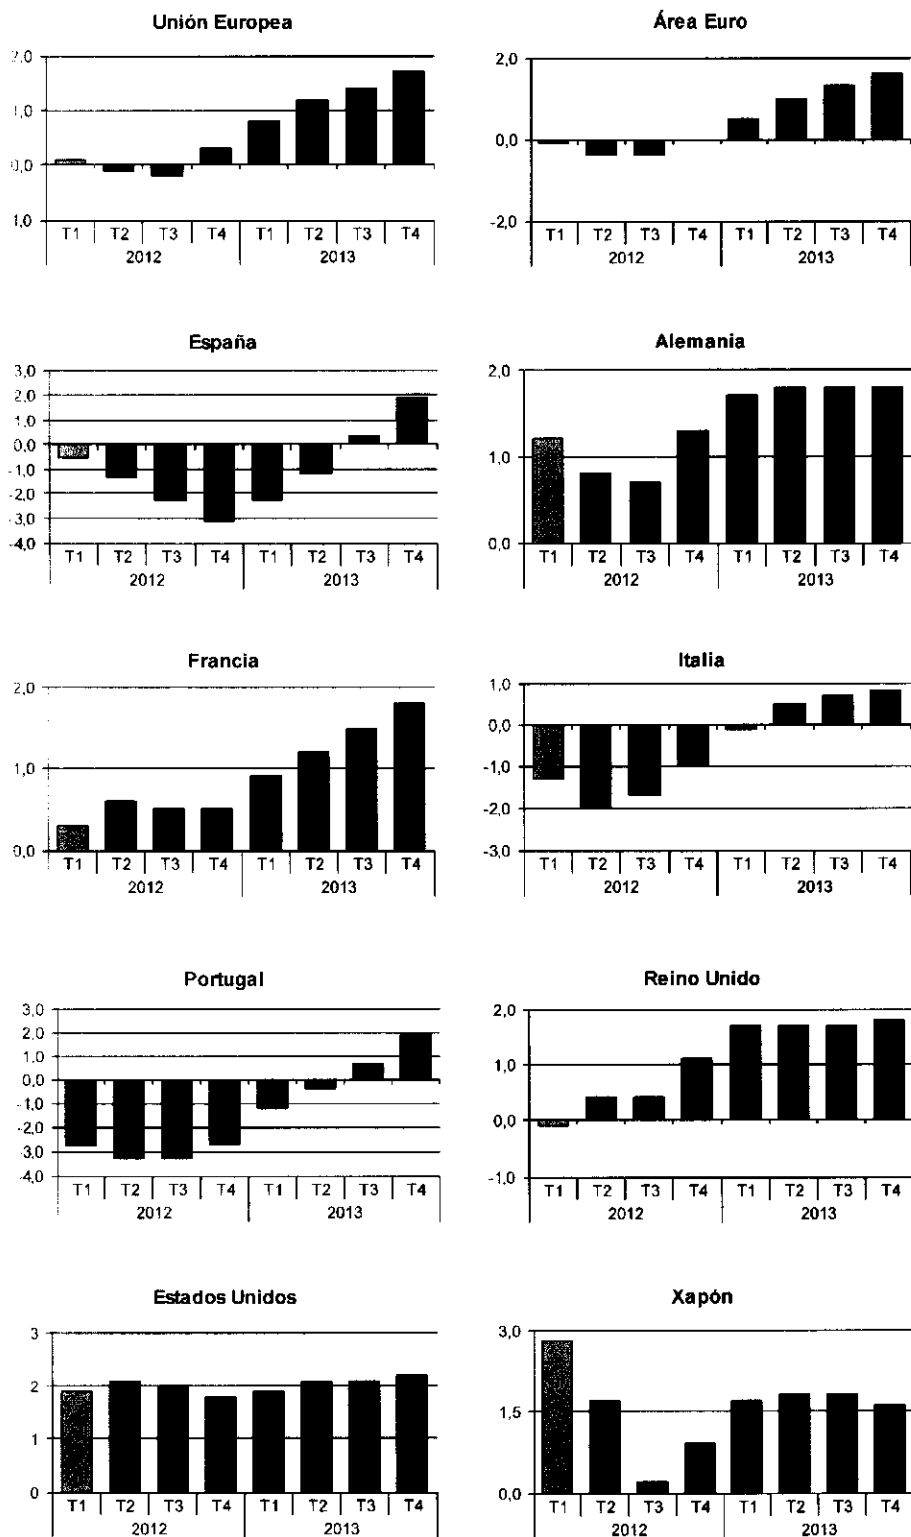 Unión Europea
2,0
1,0
0,0
1,0
T1 T2 T3 T4 T1 T2 T3 T4
2012 2013
Área Euro
2,0
0,0
-2,0
T1 T2 T3 T4 T1 T2 T3 T4
2012 2013
España
3,0
2,0
1,0
0,0
-1,0
-2,0
-3,0
-4,0
T1 T2 T3 T4 T1 T2 T3 T4
2012 2013
Alemania
2,0
1,0
0,0
T1 T2 T3 T4 T1 T2 T3 T4
2012 2013
Francia
2,0
1,0
0,0
T1 T2 T3 T4 T1 T2 T3 T4
2012 2013
Italia
1,0
0,0
-1,0
-2,0
-3,0
T1 T2 T3 T4 T1 T2 T3 T4
2012 2013
Portugal
3,0
2,0
1,0
0,0
-1,0
-2,0
-3,0
-4,0
T1 T2 T3 T4 T1 T2 T3 T4
2012 2013
Reino Unido
2,0
1,0
0,0
-1,0
T1 T2 T3 T4 T1 T2 T3 T4
2012 2013
Estados Unidos
3
2
1
0
T1 T2 T3 T4 T1 T2 T3 T4
2012 2013
Xapón
3,0
1,5
0,0
T1 T2 T3 T4 T1 T2 T3 T4
2012 2013